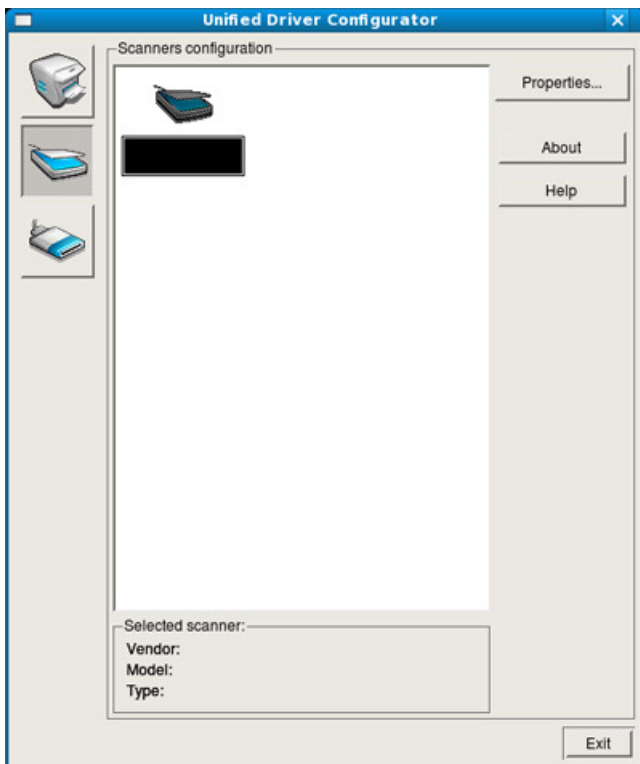 Unified Driver Configurator
Scanners configuration
Properties...
About
Help
Selected scanner:
Vendor:
Model:
Type:
Exit